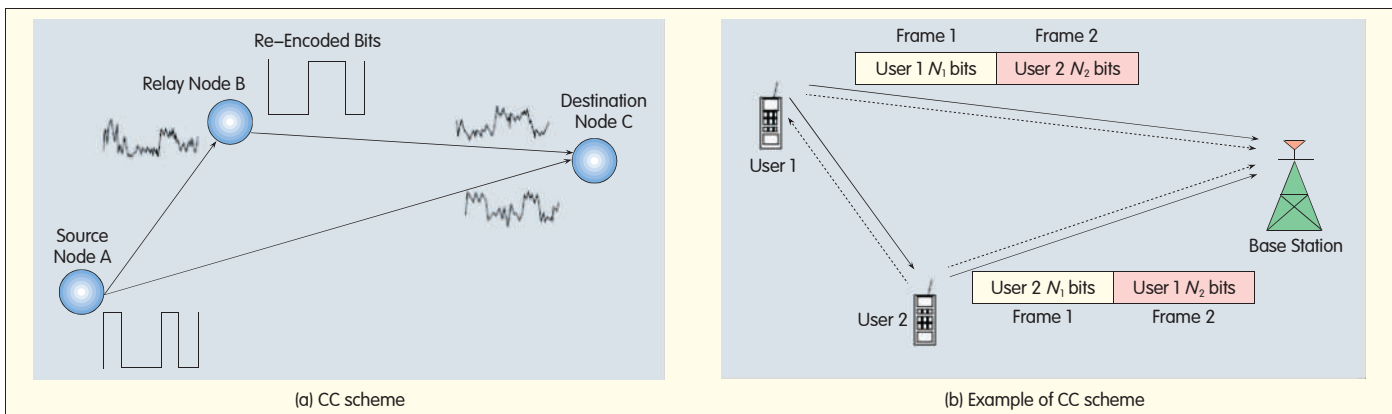 Re–Encoded Bits
Relay Node B
Destination
Node C
Source
Node A
(a) CC scheme
Frame 1 Frame 2
User 1 N₁ bits User 2 N₂ bits
User 1
Base Station
User 2 N₁ bits User 1 N₂ bits
User 2
Frame 1 Frame 2
(b) Example of CC scheme